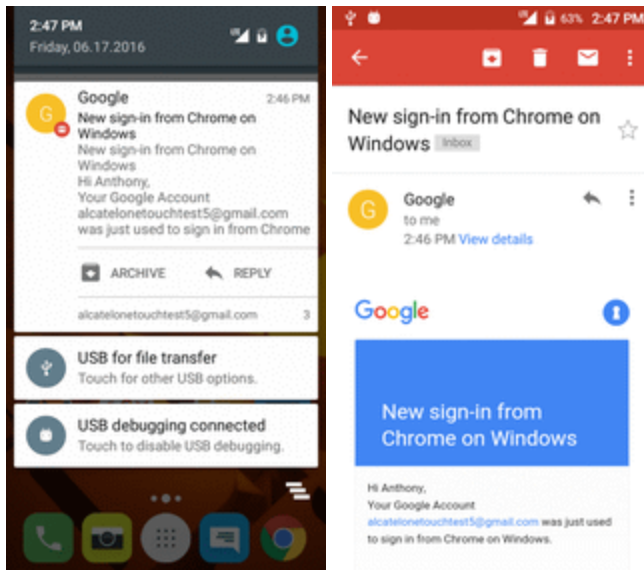 2:47 PM
Friday, 06.17.2016
G
Google 2:46 PM
New sign-in from Chrome on
Windows
New sign-in from Chrome on
Windows
Hi Anthony,
Your Google Account
alcatelonetouchtest5@gmail.com
was just used to sign in from Chrome
ARCHIVE REPLY
alcatelonetouchtest5@gmail.com 3
USB for file transfer
Touch for other USB options.
USB debugging connected
Touch to disable USB debugging.
63% 2:47 PM
New sign-in from Chrome on
Windows Inbox
G
Google
to me
2:46 PM View details
Google
New sign-in from
Chrome on Windows
Hi Anthony,
Your Google Account
alcatelonetouchtest5@gmail.com was just used
to sign in from Chrome on Windows.